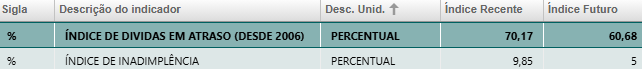 Sigla Descrição do indicador Desc. Unid. ↑ Índice Recente Índice Futuro
% ÍNDICE DE DIVIDAS EM ATRASO (DESDE 2006) PERCENTUAL 70,17 60,68
% ÍNDICE DE INADIMPLÊNCIA PERCENTUAL 9,85 5